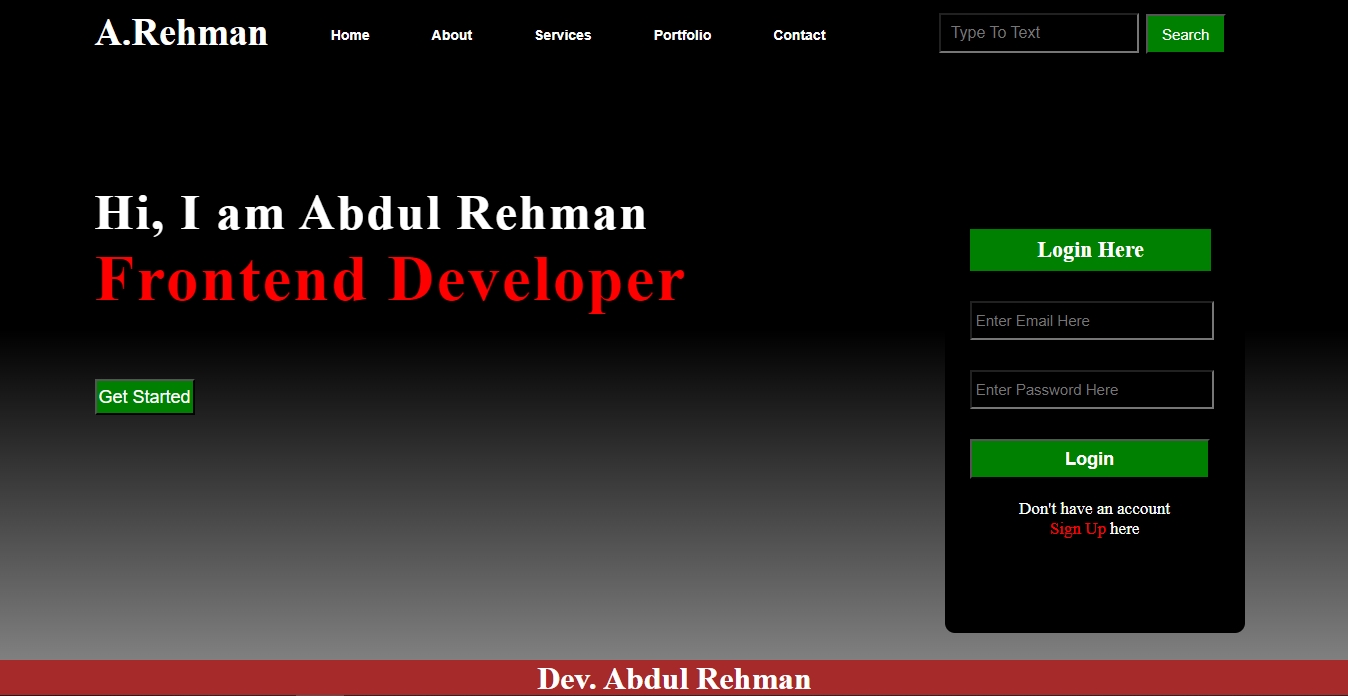 A.Rehman
Home About Services Portfolio Contact
Type To Text Search
Hi, I am Abdul Rehman
Frontend Developer
Get Started
Login Here
Enter Email Here
Enter Password Here
Login
Don't have an account
Sign Up here
Dev. Abdul Rehman